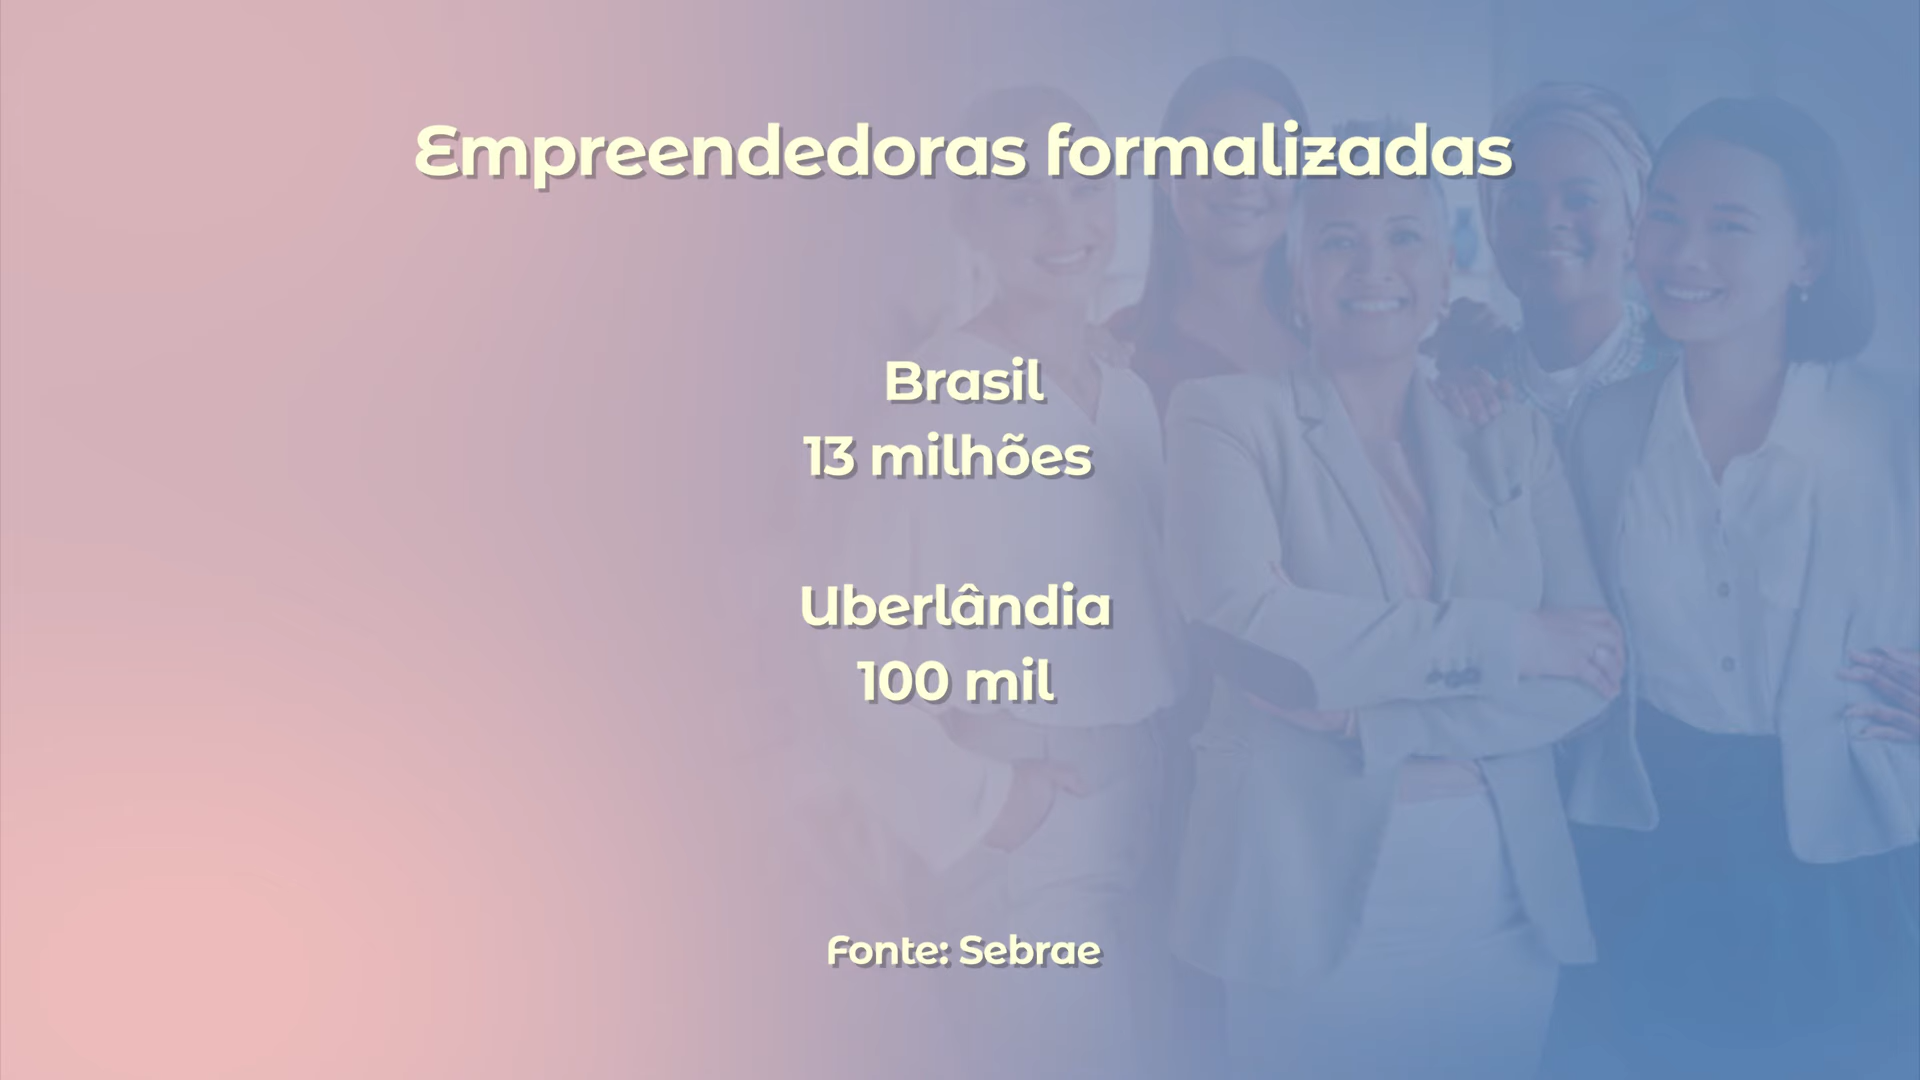 Empreendedoras formalizadas
Brasil
13 milhões
Uberlândia
100 mil
Fonte: Sebrae